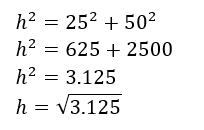 h² = 25² + 50²
h² = 625 + 2500
h² = 3.125
h = √3.125